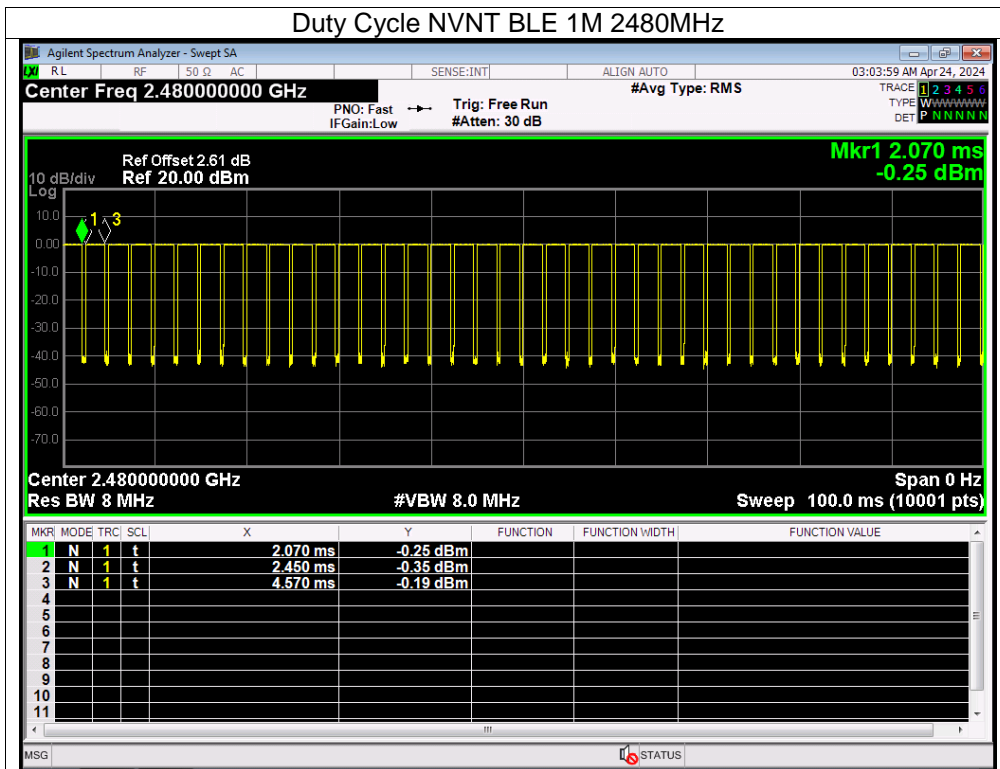 Duty Cycle NVNT BLE 1M 2480MHz
Agilent Spectrum Analyzer - Swept SA
LXI RL RF 50 Ω AC SENSE:INT ALIGN AUTO 03:03:59 AM Apr 24, 2024
Center Freq 2.480000000 GHz #Avg Type: RMS TRACE 1 2 3 4 5 6
PNO: Fast Trig: Free Run TYPE WWWWWW
IFGain:Low #Atten: 30 dB DET P N N N N N
Mkr1 2.070 ms
-0.25 dBm
Ref Offset 2.61 dB
10 dB/div Ref 20.00 dBm
Log
10.0
1 3
0.00
-10.0
-20.0
-30.0
-40.0
-50.0
-60.0
-70.0
Center 2.480000000 GHz Span 0 Hz
Res BW 8 MHz #VBW 8.0 MHz Sweep 100.0 ms (10001 pts)
MKR MODE TRC SCL X Y FUNCTION FUNCTION WIDTH FUNCTION VALUE
1 N 1 t 2.070 ms -0.25 dBm
2 N 1 t 2.450 ms -0.35 dBm
3 N 1 t 4.570 ms -0.19 dBm
4
5
6
7
8
9
10
11
MSG STATUS